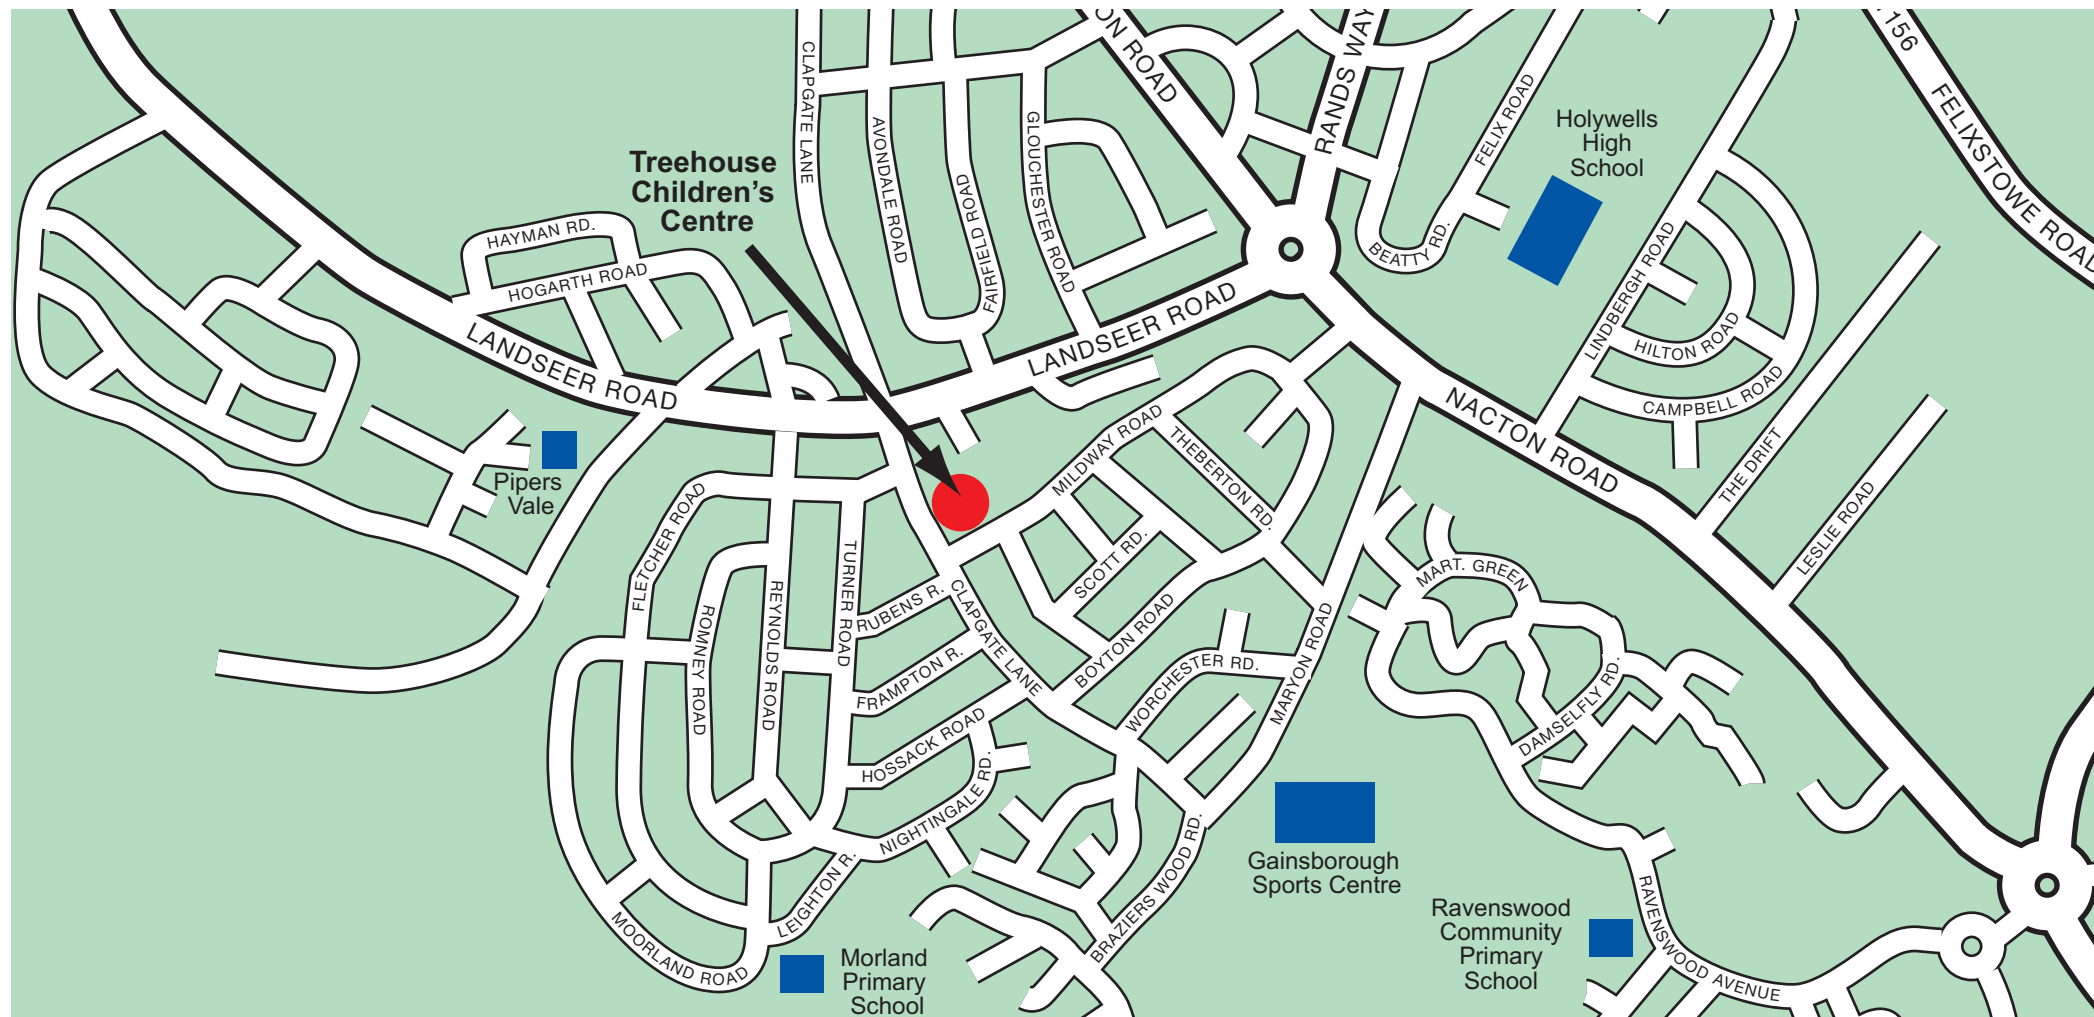 ON ROAD
RANDS WAY
156
FELIXSTOWE ROAD
CLAPGATE LANE
AVONDALE ROAD
FAIRFIELD ROAD
GLOUCHESTER ROAD
FELIX ROAD
BEATTY RD.
Holywells
High
School
Treehouse
Children's
Centre
HAYMAN RD.
HOGARTH ROAD
LANDSEER ROAD
LANDSEER ROAD
LINDBERGH ROAD
HILTON ROAD
CAMPBELL ROAD
NACTON ROAD
THE DRIFT
LESLIE ROAD
Pipers
Vale
MILDWAY ROAD
THEBERTON RD.
SCOTT RD.
BOYTON ROAD
FLETCHER ROAD
ROMNEY ROAD
REYNOLDS ROAD
TURNER ROAD
RUBENS R.
FRAMPTON R.
HOSSACK ROAD
CLAPGATE LANE
NIGHTINGALE RD.
WORCHESTER RD.
MARYON ROAD
MART. GREEN
DAMSELFLY RD.
BRAZIERS WOOD RD.
LEIGHTON R.
MOORLAND ROAD
Morland
Primary
School
Gainsborough
Sports Centre
Ravenswood
Community
Primary
School
RAVENSWOOD AVENUE